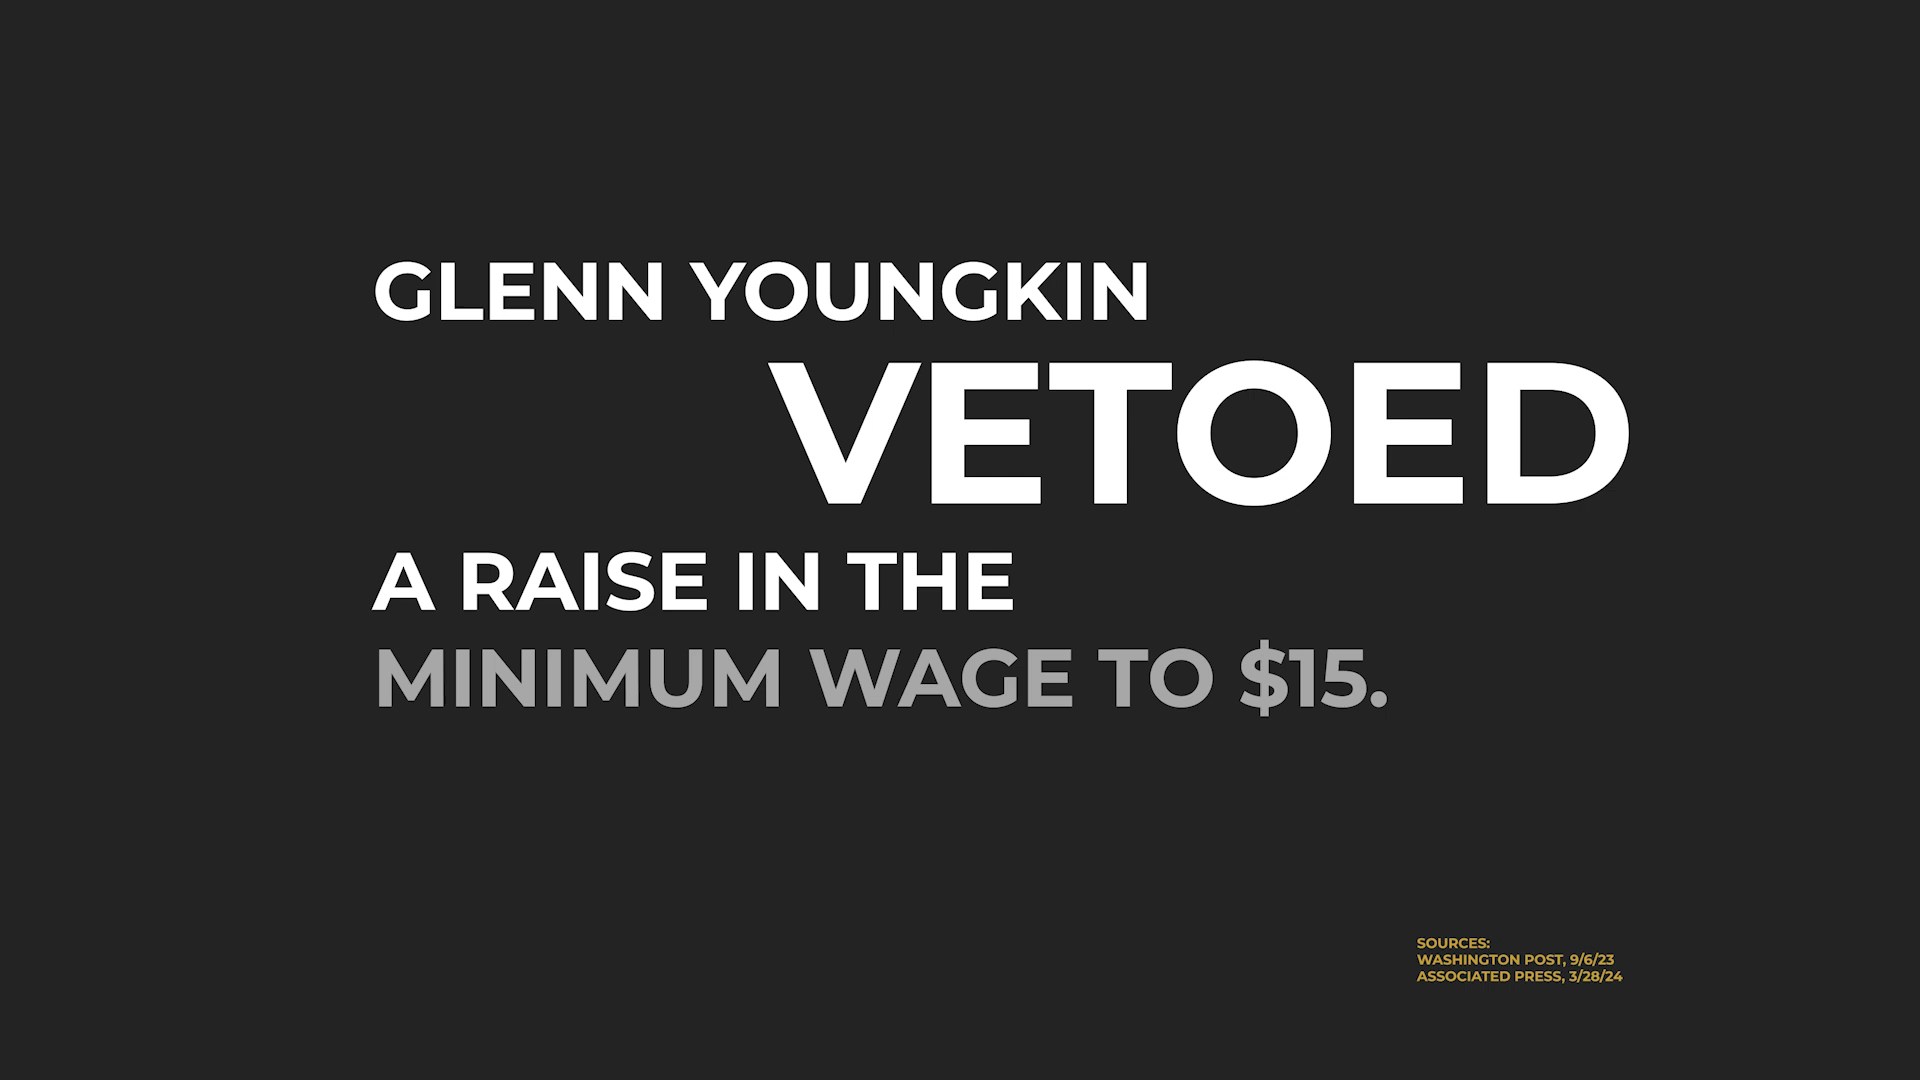 GLENN YOUNGKIN
VETOED
A RAISE IN THE
MINIMUM WAGE TO $15.
SOURCES:
WASHINGTON POST, 9/6/23
ASSOCIATED PRESS, 3/28/24